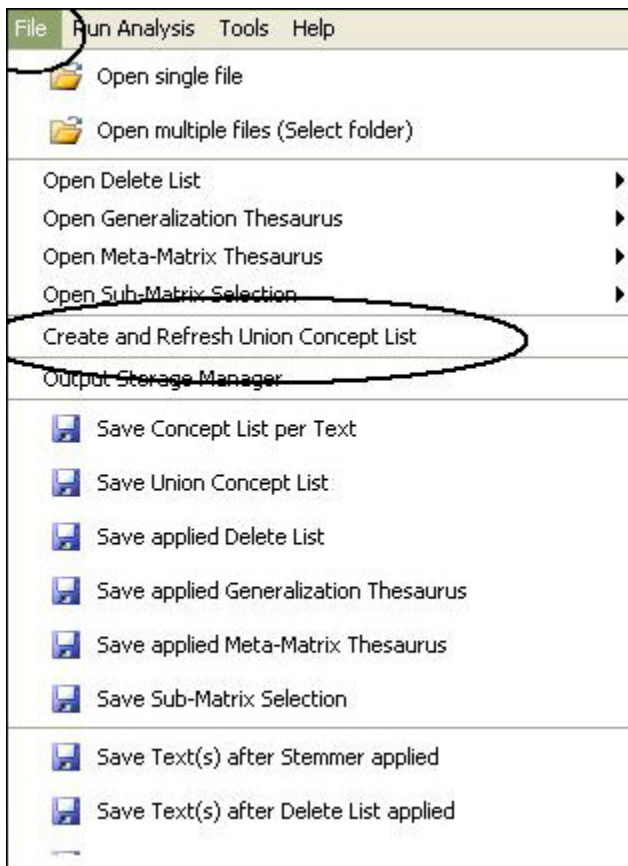 File Run Analysis Tools Help
Open single file
Open multiple files (Select folder)
Open Delete List
Open Generalization Thesaurus
Open Meta-Matrix Thesaurus
Open Sub-Matrix Selection
Create and Refresh Union Concept List
Output Storage Manager
Save Concept List per Text
Save Union Concept List
Save applied Delete List
Save applied Generalization Thesaurus
Save applied Meta-Matrix Thesaurus
Save Sub-Matrix Selection
Save Text(s) after Stemmer applied
Save Text(s) after Delete List applied